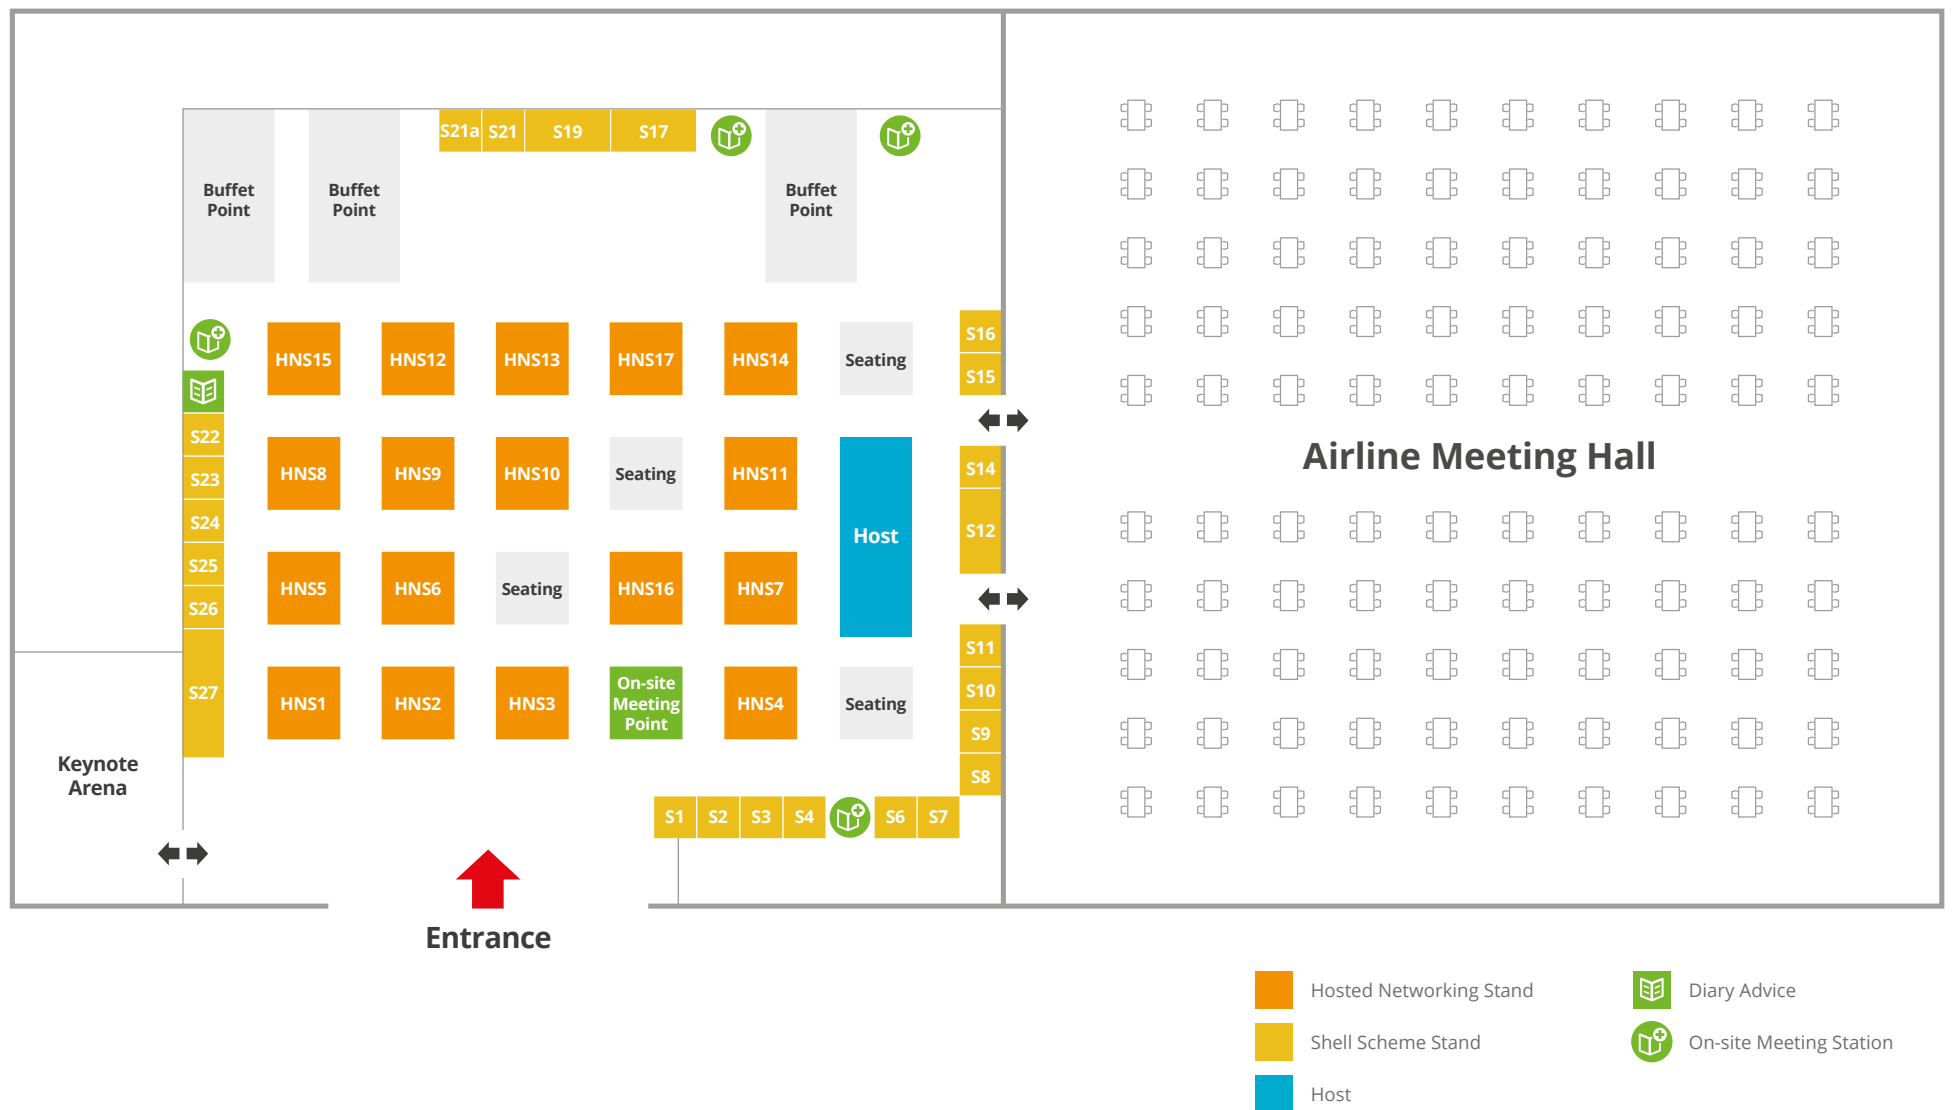 S21a S21 S19 S17
Buffet
Point
Buffet
Point
Buffet
Point
HNS15 HNS12 HNS13 HNS17 HNS14 Seating
S16
S15
S22
S23
S24
S25
S26
S27
HNS8 HNS9 HNS10 Seating HNS11
Host
S14
S12
HNS5 HNS6 Seating HNS16 HNS7
HNS1 HNS2 HNS3
On-site
Meeting
Point
HNS4 Seating
S11
S10
S9
S8
S1 S2 S3 S4 S6 S7
Keynote
Arena
Entrance
Airline Meeting Hall
Hosted Networking Stand
Shell Scheme Stand
Host
Diary Advice
On-site Meeting Station